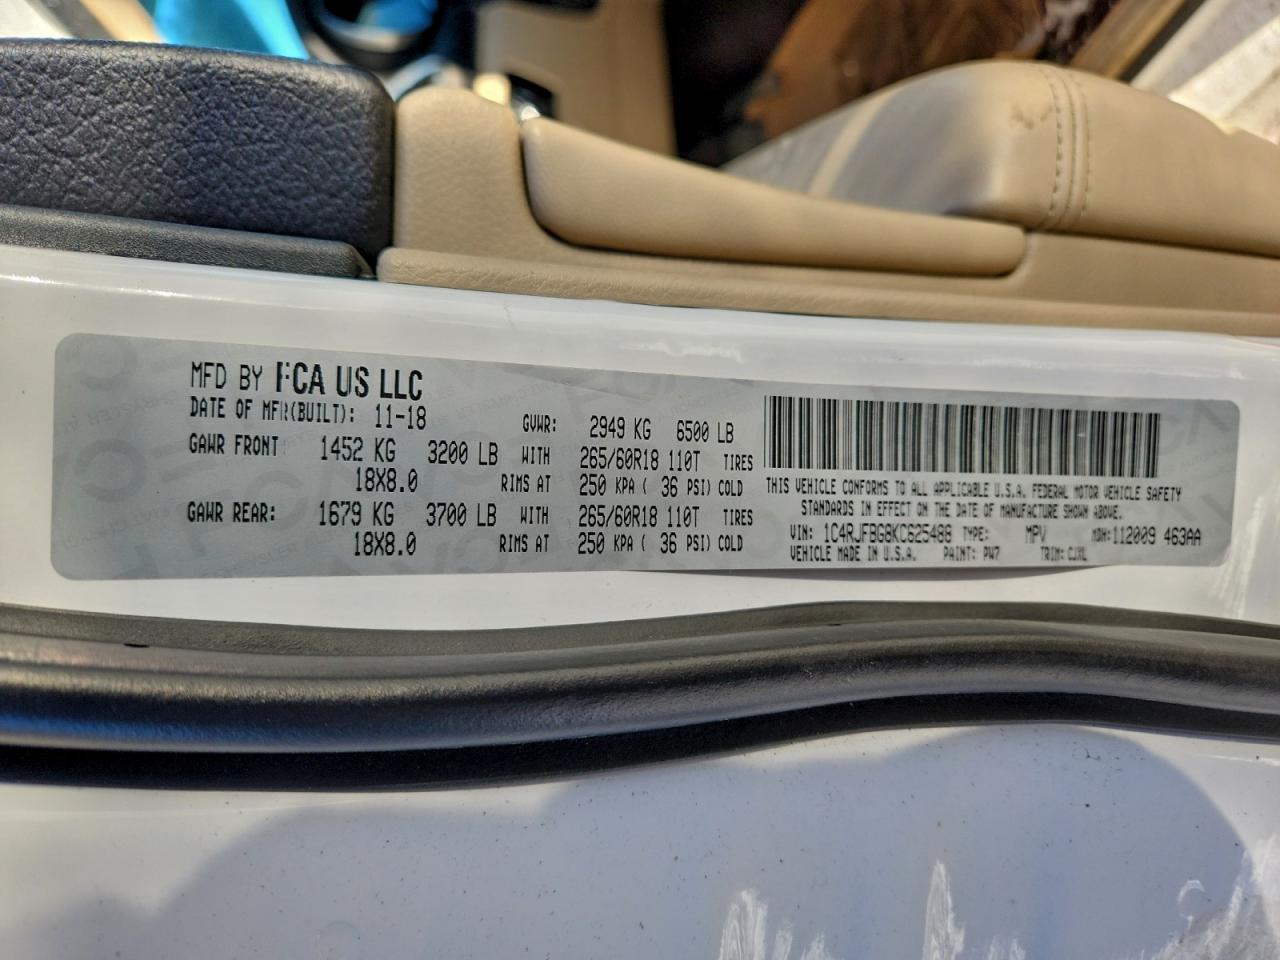 MFD BY FCA US LLC
DATE OF MFR(BUILT): 11-18 GVWR: 2949 KG 6500 LB
GAWR FRONT 1452 KG 3200 LB WITH 265/60R18 110T TIRES
18X8.0 RIMS AT 250 KPA ( 36 PSI) COLD
GAWR REAR: 1679 KG 3700 LB WITH 265/60R18 110T TIRES
18X8.0 RIMS AT 250 KPA ( 36 PSI) COLD
THIS VEHICLE CONFORMS TO ALL APPLICABLE U.S.A. FEDERAL MOTOR VEHICLE SAFETY
STANDARDS IN EFFECT ON THE DATE OF MANUFACTURE SHOWN ABOVE.
VIN: 1C4RJFBG8KC625488 TYPE: MPV MDH:112009 463AA
VEHICLE MADE IN U.S.A. PAINT: PW7 TRIM: CJXL